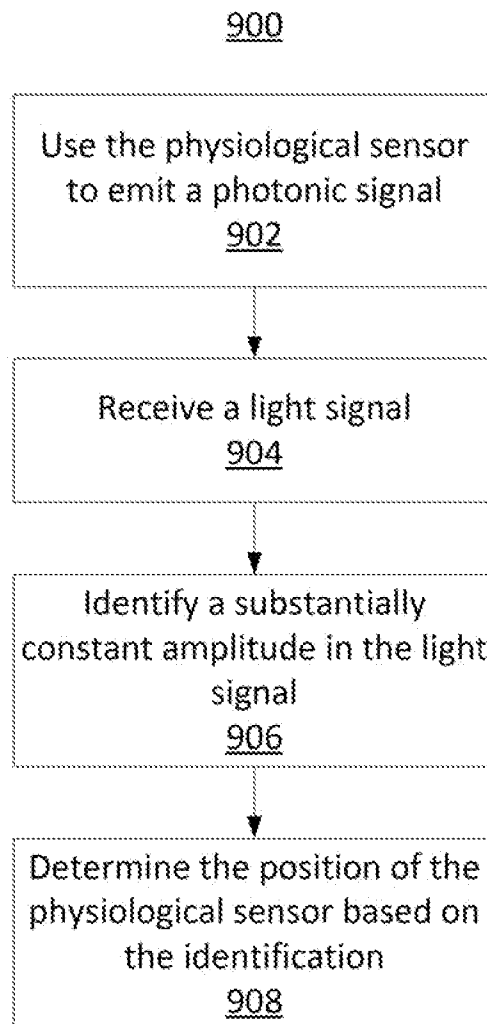 900
Use the physiological sensor
to emit a photonic signal
902
Receive a light signal
904
Identify a substantially
constant amplitude in the light
signal
906
Determine the position of the
physiological sensor based on
the identification
908